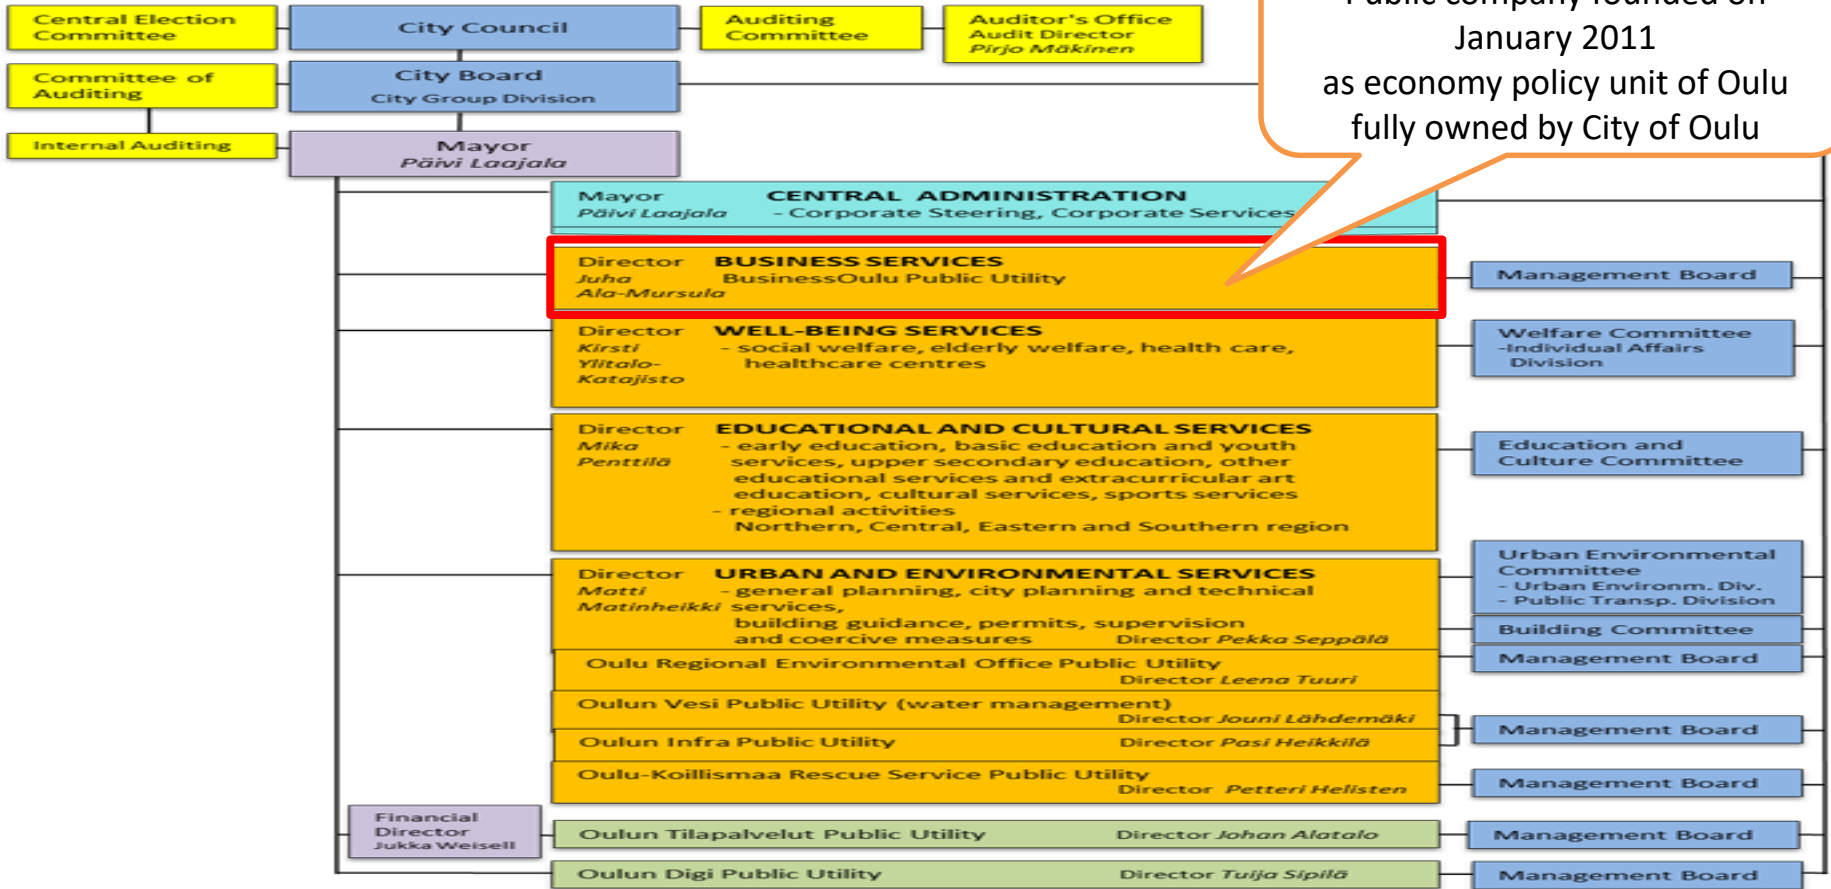 Central Election
Committee
City Council
Auditing
Committee
Auditor's Office
Audit Director
Pirjo Mäkinen
Public company founded on
January 2011
as economy policy unit of Oulu
fully owned by City of Oulu
Committee of
Auditing
City Board
City Group Division
Internal Auditing
Mayor
Päivi Laajala
Mayor CENTRAL ADMINISTRATION
Päivi Laajala - Corporate Steering, Corporate Services
Director BUSINESS SERVICES
Juha BusinessOulu Public Utility
Ala-Mursula
Management Board
Director WELL-BEING SERVICES
Kirsti - social welfare, elderly welfare, health care,
Ylitalo- healthcare centres
Katajisto
Welfare Committee
-Individual Affairs
Division
Director EDUCATIONAL AND CULTURAL SERVICES
Mika - early education, basic education and youth
Penttilä services, upper secondary education, other
educational services and extracurricular art
education, cultural services, sports services
- regional activities
Northern, Central, Eastern and Southern region
Education and
Culture Committee
Director URBAN AND ENVIRONMENTAL SERVICES
Matti - general planning, city planning and technical
Matinheikki services,
building guidance, permits, supervision
and coercive measures Director Pekka Seppälä
Urban Environmental
Committee
- Urban Environm. Div.
- Public Transp. Division
Building Committee
Oulu Regional Environmental Office Public Utility
Director Leena Tuuri
Management Board
Oulun Vesi Public Utility (water management)
Director Jouni Lähdemäki
Oulun Infra Public Utility Director Pasi Heikkilä
Management Board
Oulu-Koillismaa Rescue Service Public Utility
Director Petteri Helisten
Management Board
Financial
Director
Jukka Weisell
Oulun Tilapalvelut Public Utility Director Johan Alatalo
Management Board
Oulun Digi Public Utility Director Tuija Sipilä
Management Board